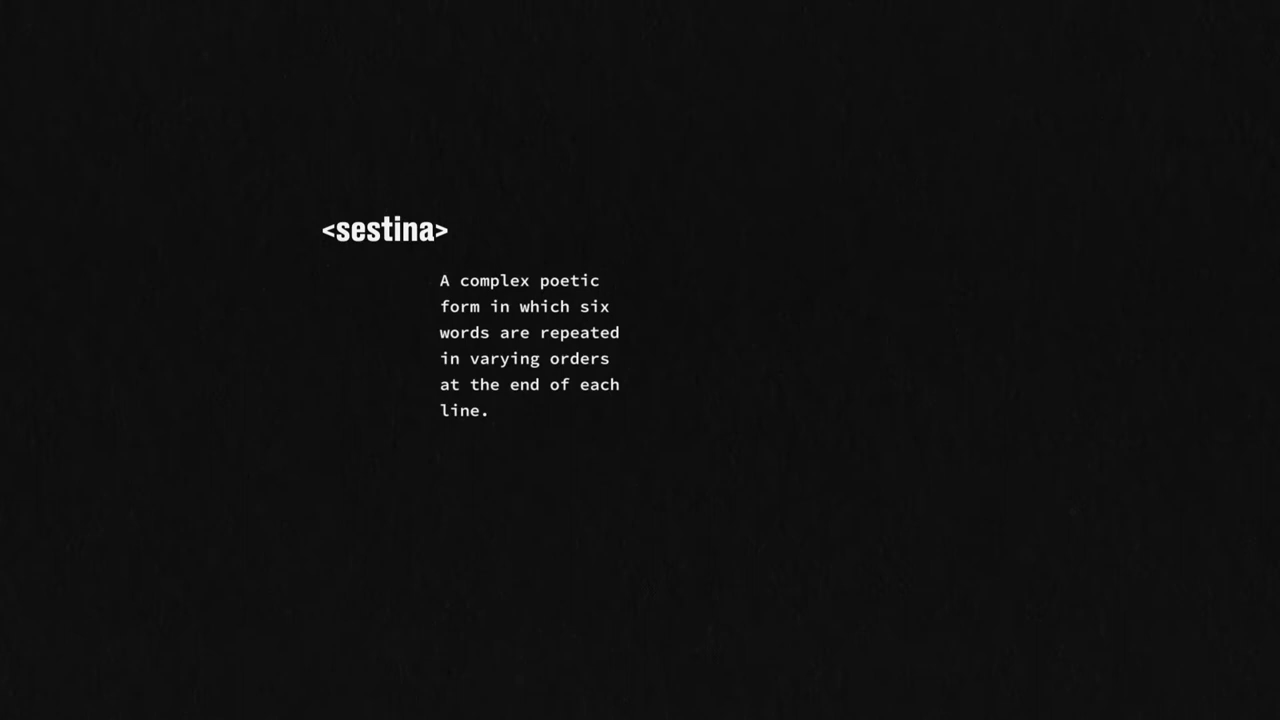 <sestina>
A complex poetic
form in which six
words are repeated
in varying orders
at the end of each
line.